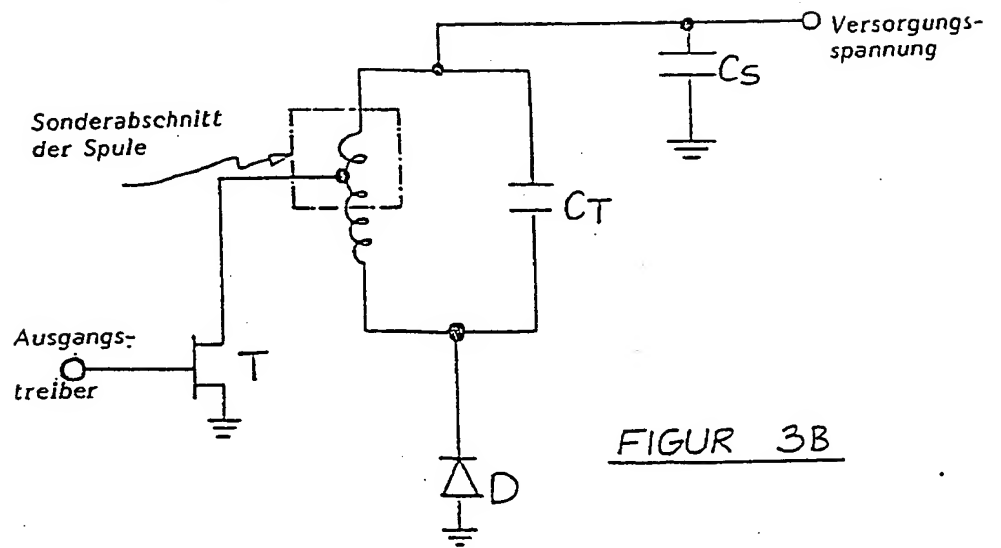 Versorgungs-
spannung
CS
Sonderabschnitt
der Spule
CT
Ausgangs-
treiber
T
D
FIGUR 3B